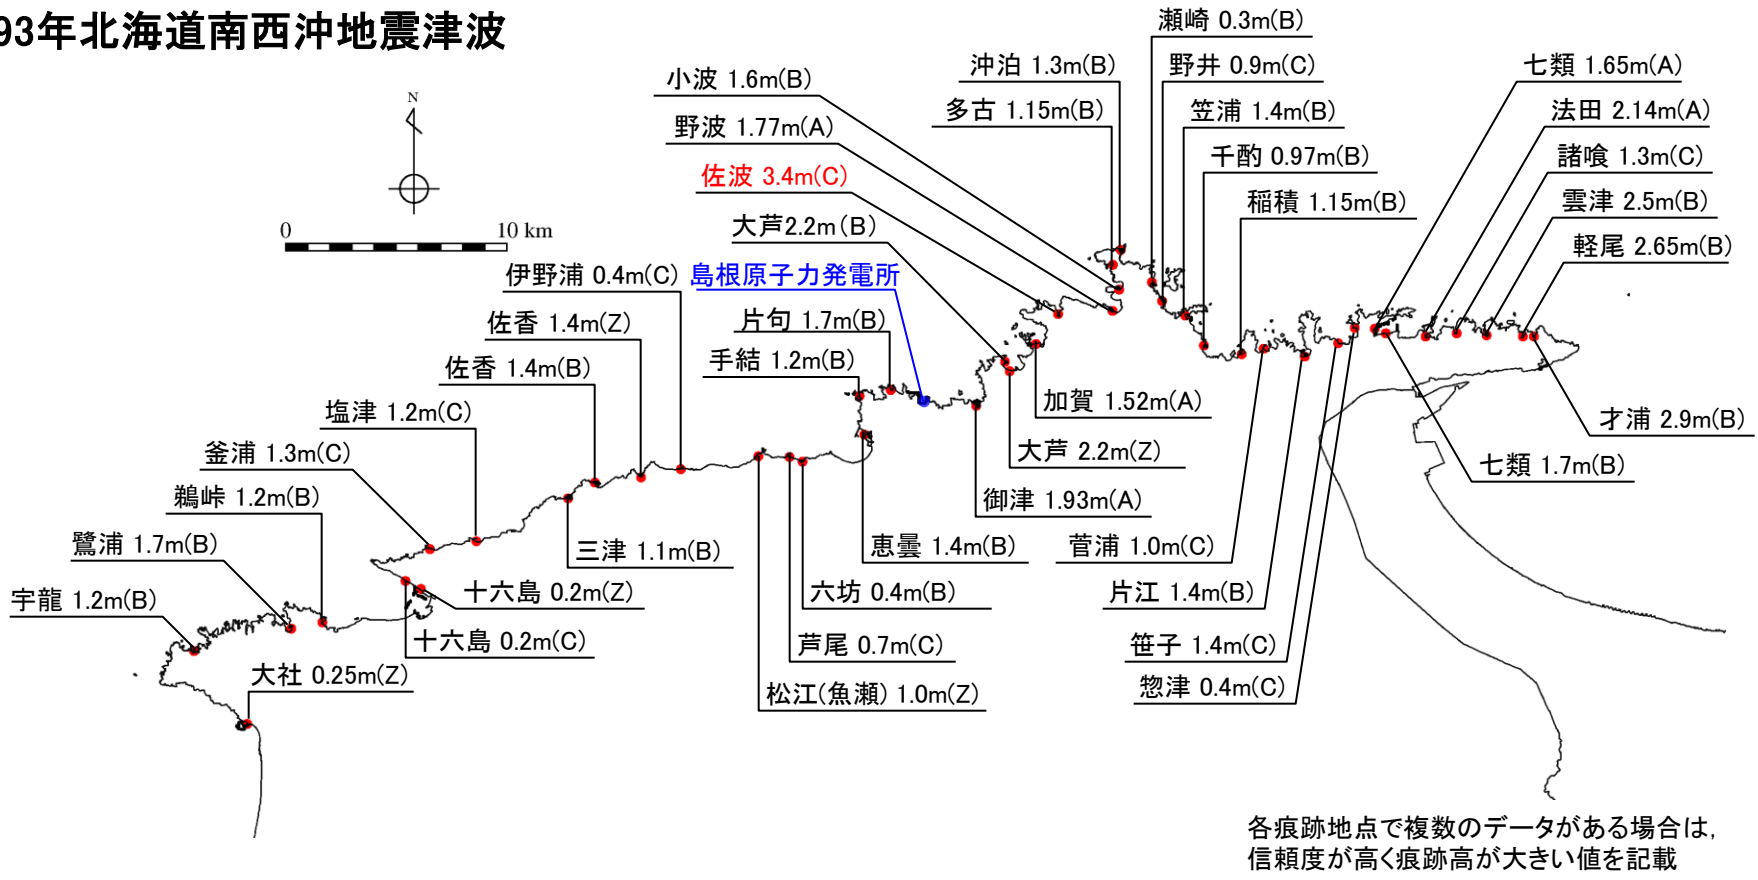 93年北海道南西沖地震津波
瀬崎 0.3m(B)
小波 1.6m(B)
沖泊 1.3m(B)
野井 0.9m(C)
七類 1.65m(A)
野波 1.77m(A)
多古 1.15m(B)
笠浦 1.4m(B)
法田 2.14m(A)
佐波 3.4m(C)
千酌 0.97m(B)
諸喰 1.3m(C)
大芦2.2m(B)
稲積 1.15m(B)
雲津 2.5m(B)
軽尾 2.65m(B)
N
0 10 km
伊野浦 0.4m(C)
島根原子力発電所
佐香 1.4m(Z)
片句 1.7m(B)
佐香 1.4m(B)
手結 1.2m(B)
塩津 1.2m(C)
加賀 1.52m(A)
才浦 2.9m(B)
釜浦 1.3m(C)
大芦 2.2m(Z)
七類 1.7m(B)
鵜峠 1.2m(B)
御津 1.93m(A)
鷺浦 1.7m(B)
三津 1.1m(B)
恵曇 1.4m(B)
菅浦 1.0m(C)
宇龍 1.2m(B)
十六島 0.2m(Z)
六坊 0.4m(B)
片江 1.4m(B)
十六島 0.2m(C)
芦尾 0.7m(C)
笹子 1.4m(C)
大社 0.25m(Z)
松江(魚瀬) 1.0m(Z)
惣津 0.4m(C)
各痕跡地点で複数のデータがある場合は,
信頼度が高く痕跡高が大きい値を記載